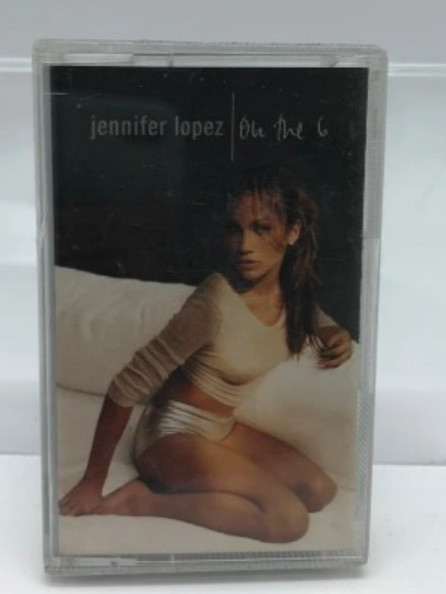 jennifer lopez On the 6